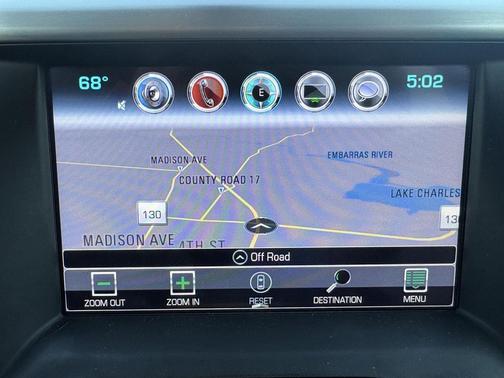 68°
E
5:02
MADISON AVE
EMBARRAS RIVER
COUNTY ROAD 17
LAKE CHARLES
130
13
MADISON AVE
4TH ST
Off Road
ZOOM OUT
ZOOM IN
RESET
DESTINATION
MENU